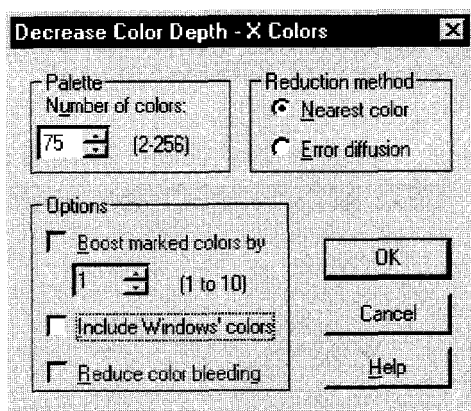 Decrease Color Depth - X Colors
Palette
Number of colors:
75 (2-256)
Reduction method
Nearest color
Error diffusion
Options
Boost marked colors by
1 (1 to 10)
Include Windows' colors
Reduce color bleeding
OK
Cancel
Help